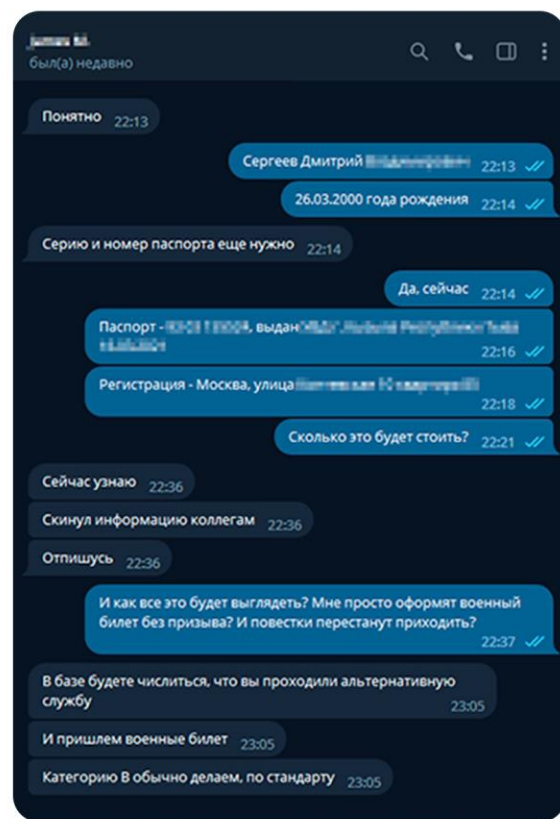 был(а) недавно
Понятно 22:13
Сергеев Дмитрий 22:13
26.03.2000 года рождения 22:14
Серию и номер паспорта еще нужно 22:14
Да, сейчас 22:14
Паспорт - выдан
22:16
Регистрация - Москва, улица
22:18
Сколько это будет стоить? 22:21
Сейчас узнаю 22:36
Скинул информацию коллегам 22:36
Отпишусь 22:36
И как все это будет выглядеть? Мне просто оформят военный
билет без призыва? И повестки перестанут приходить?
22:37
В базе будете числиться, что вы проходили альтернативную
службу 23:05
И пришлем военные билет 23:05
Категорию В обычно делаем, по стандарту 23:05